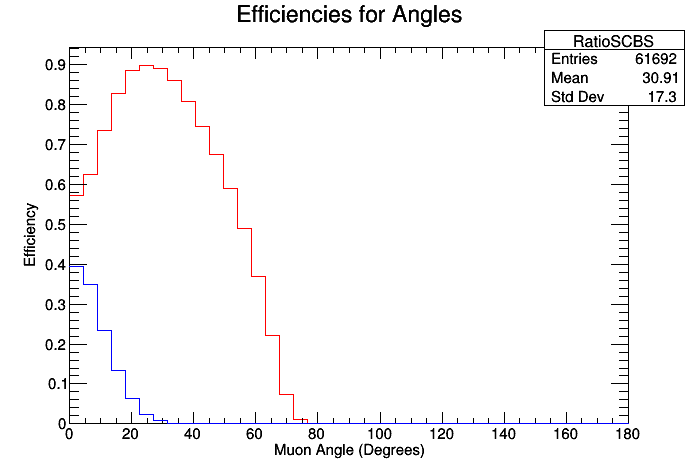 Efficiencies for Angles
RatioSCBS
Entries 61692
Mean 30.91
Std Dev 17.3
Efficiency
0.9
0.8
0.7
0.6
0.5
0.4
0.3
0.2
0.1
0
0 20 40 60 80 100 120 140 160 180
Muon Angle (Degrees)